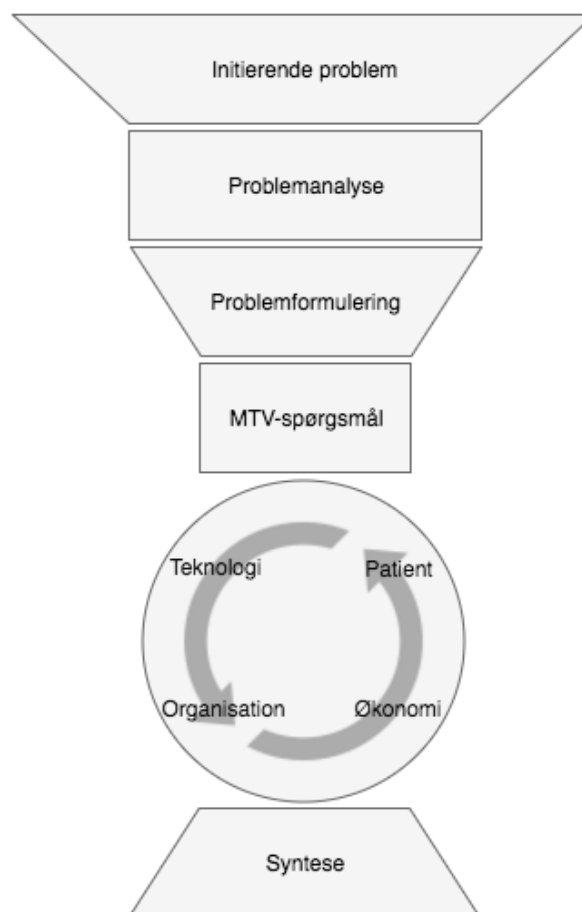 Initierende problem
Problemanalyse
Problemformulering
MTV-spørgsmål
Teknologi
Patient
Organisation
Økonomi
Syntese